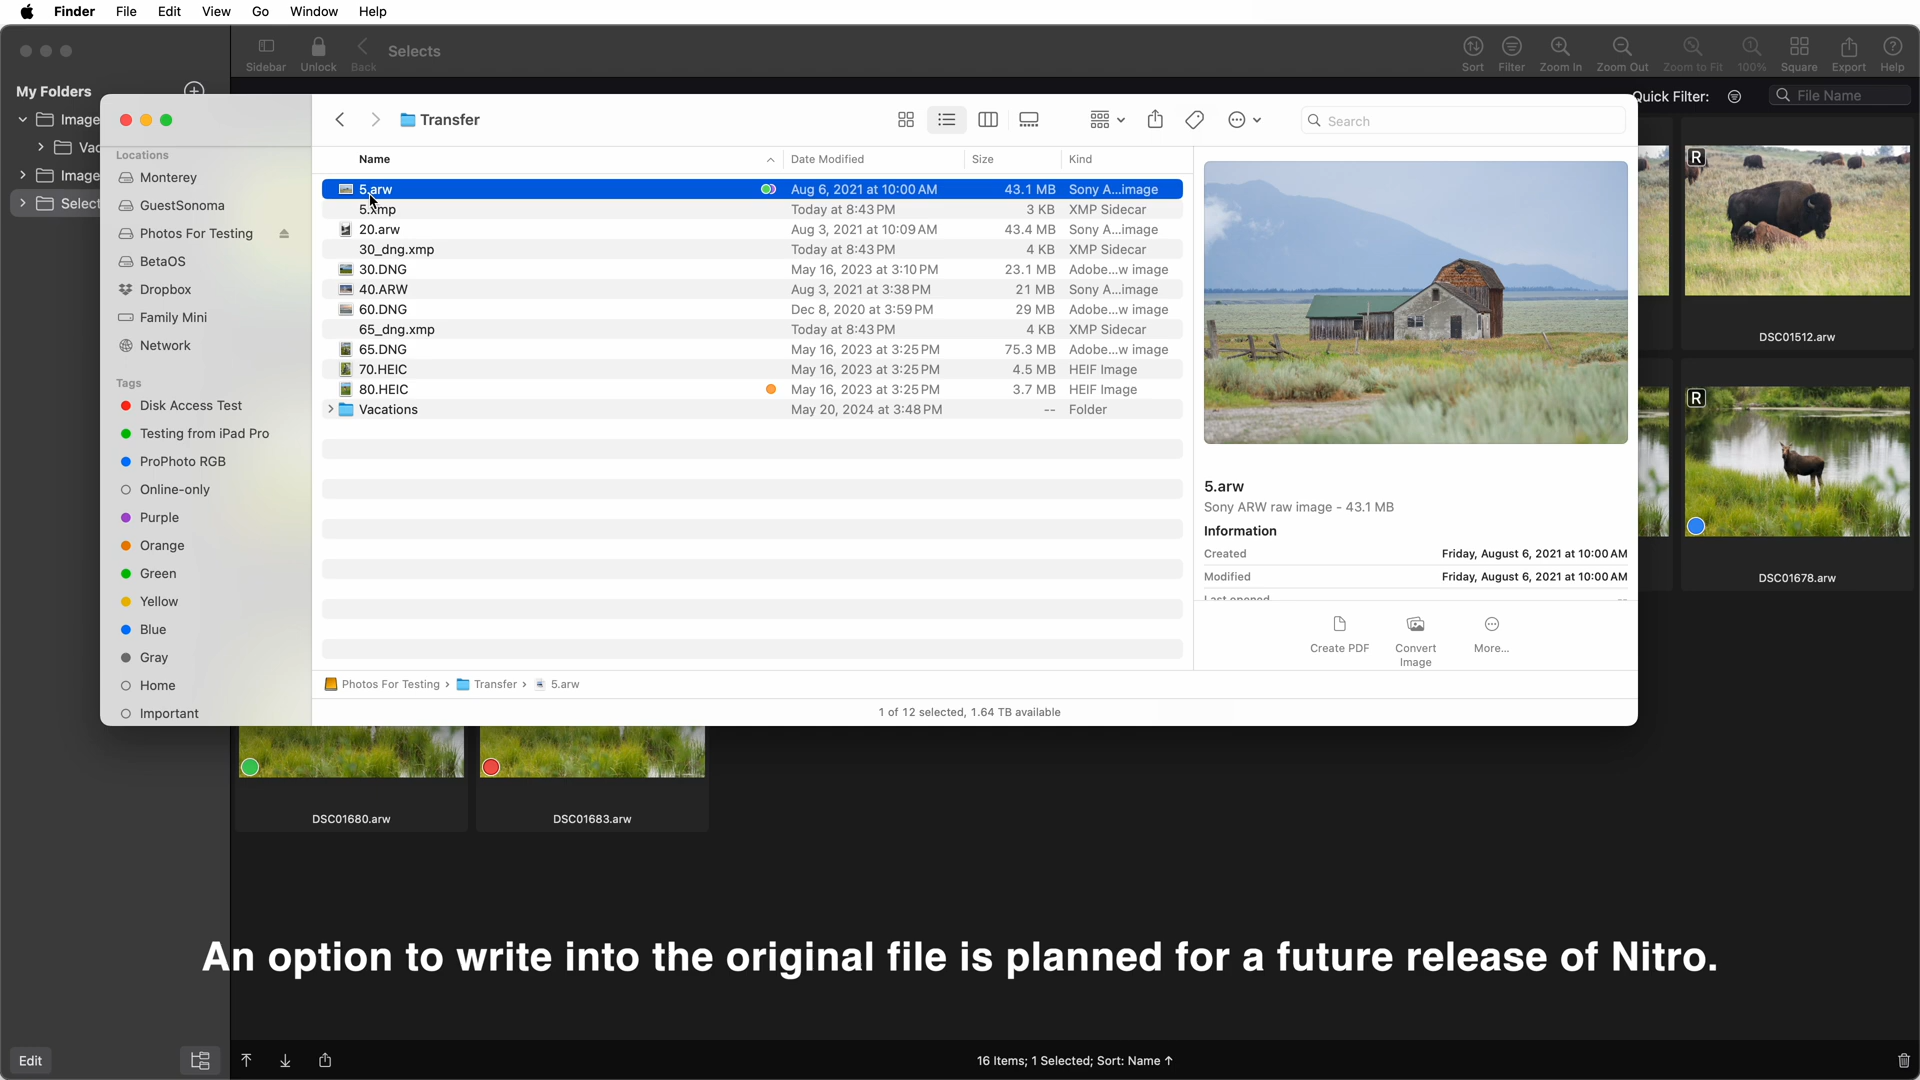 Finder File Edit View Go Window Help
Sidebar Unlock Back Selects Sort Filter Zoom In Zoom Out Zoom to Fit 100% Square Export Help
My Folders
Quick Filter: File Name
Image
Vac
Image
Select
Transfer
Search
Locations
Monterey
GuestSonoma
Photos For Testing
BetaOS
Dropbox
Family Mini
Network
Tags
Disk Access Test
Testing from iPad Pro
ProPhoto RGB
Online-only
Purple
Orange
Green
Yellow
Blue
Gray
Home
Important
Name Date Modified Size Kind
5.arw Aug 6, 2021 at 10:00 AM 43.1 MB Sony A...image
5.xmp Today at 8:43 PM 3 KB XMP Sidecar
20.arw Aug 3, 2021 at 10:09 AM 43.4 MB Sony A...image
30_dng.xmp Today at 8:43 PM 4 KB XMP Sidecar
30.DNG May 16, 2023 at 3:10 PM 23.1 MB Adobe...w image
40.ARW Aug 3, 2021 at 3:38 PM 21 MB Sony A...image
60.DNG Dec 8, 2020 at 3:59 PM 29 MB Adobe...w image
65_dng.xmp Today at 8:43 PM 4 KB XMP Sidecar
65.DNG May 16, 2023 at 3:25 PM 75.3 MB Adobe...w image
70.HEIC May 16, 2023 at 3:25 PM 4.5 MB HEIF Image
80.HEIC May 16, 2023 at 3:25 PM 3.7 MB HEIF Image
Vacations May 20, 2024 at 3:48 PM -- Folder
5.arw
Sony ARW raw image - 43.1 MB
Information
Created Friday, August 6, 2021 at 10:00 AM
Modified Friday, August 6, 2021 at 10:00 AM
Last opened --
Create PDF Convert Image More...
Photos For Testing › Transfer › 5.arw
1 of 12 selected, 1.64 TB available
R
DSC01512.arw
R
DSC01678.arw
DSC01680.arw DSC01683.arw
An option to write into the original file is planned for a future release of Nitro.
Edit 16 Items; 1 Selected; Sort: Name ↑